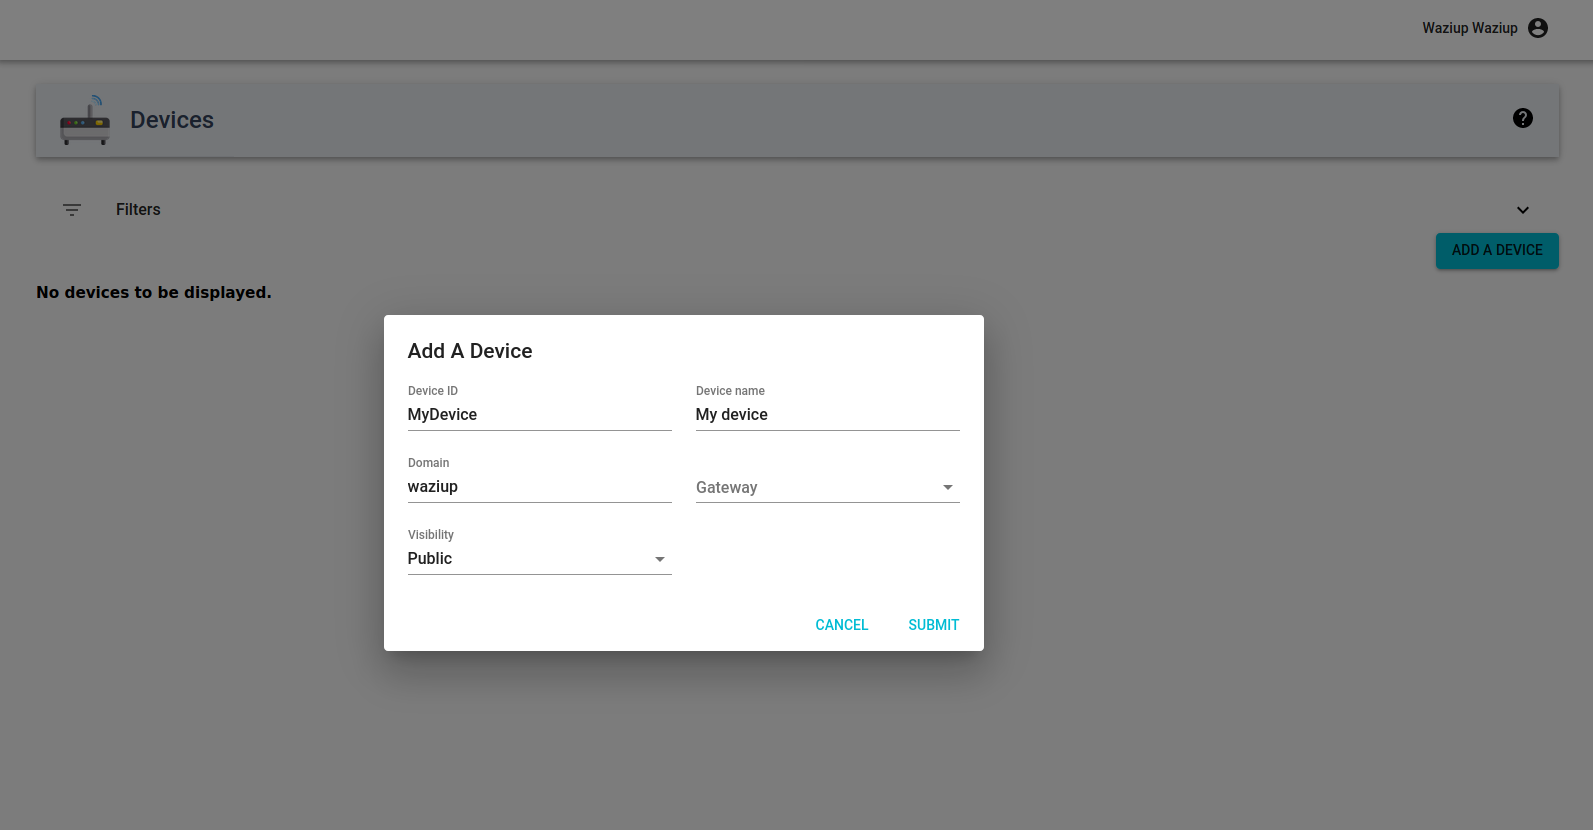 Waziup Waziup
Devices
Filters
ADD A DEVICE
No devices to be displayed.
Add A Device
Device ID
Device name
MyDevice
My device
Domain
waziup
Gateway
Visibility
Public
CANCEL
SUBMIT